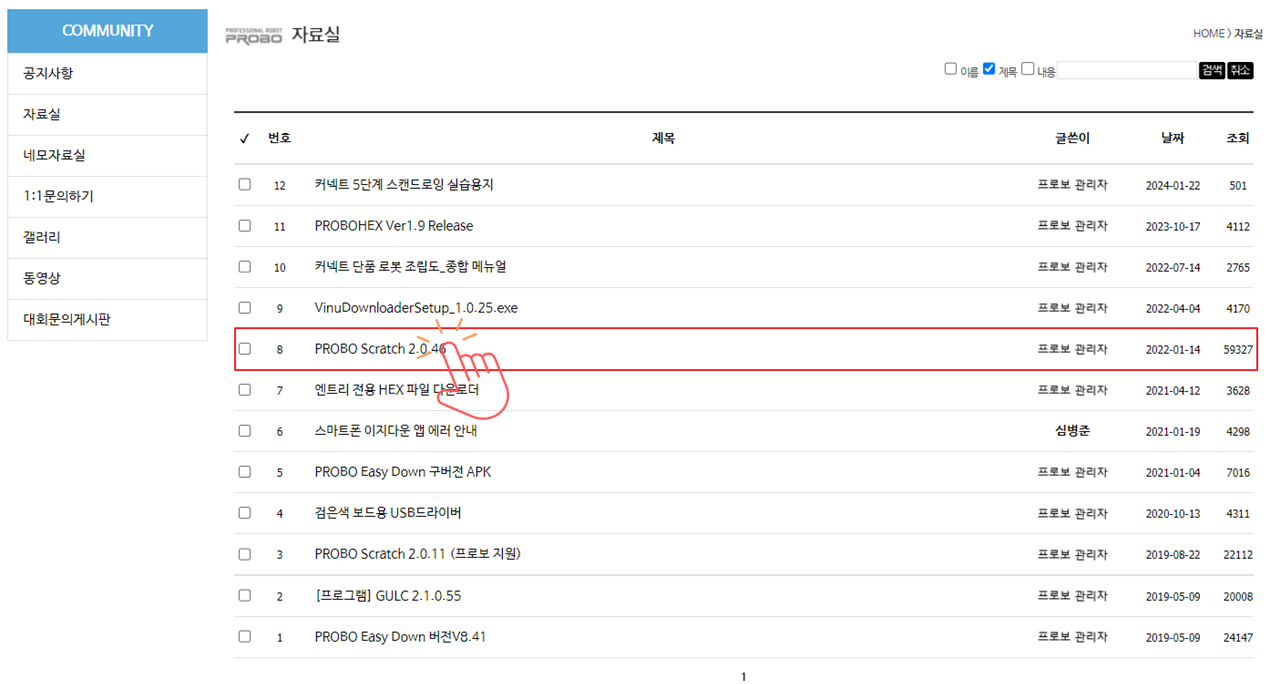 COMMUNITY
공지사항
자료실
네모자료실
1:1문의하기
갤러리
동영상
대회문의게시판
PROFESSIONAL ROBOT
PROBO 자료실
HOME > 자료실
이름 제목 내용 검색 취소
✓ 번호 제목 글쓴이 날짜 조회
12 커넥트 5단계 스캔드로잉 실습용지 프로보 관리자 2024-01-22 501
11 PROBOHEX Ver1.9 Release 프로보 관리자 2023-10-17 4112
10 커넥트 단품 로봇 조립도_종합 메뉴얼 프로보 관리자 2022-07-14 2765
9 VinuDownloaderSetup_1.0.25.exe 프로보 관리자 2022-04-04 4170
8 PROBO Scratch 2.0.46 프로보 관리자 2022-01-14 59327
7 엔트리 전용 HEX 파일 다운로더 프로보 관리자 2021-04-12 3628
6 스마트폰 이지다운 앱 에러 안내 심병준 2021-01-19 4298
5 PROBO Easy Down 구버전 APK 프로보 관리자 2021-01-04 7016
4 검은색 보드용 USB드라이버 프로보 관리자 2020-10-13 4311
3 PROBO Scratch 2.0.11 (프로보 지원) 프로보 관리자 2019-08-22 22112
2 [프로그램] GULC 2.1.0.55 프로보 관리자 2019-05-09 20008
1 PROBO Easy Down 버전V8.41 프로보 관리자 2019-05-09 24147
1